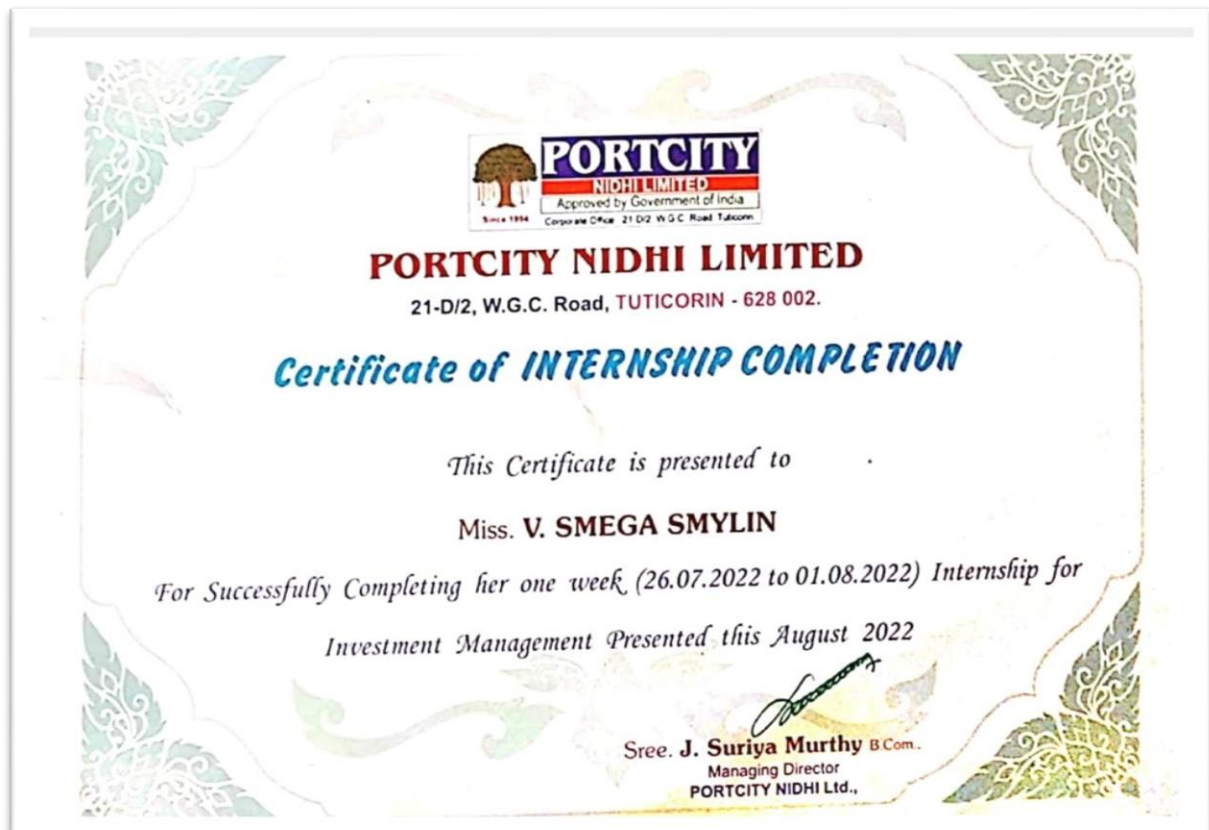 PORTCITY
NIDHI LIMITED
Approved by Government of India
Since 1994
Corporate Office 21 D/2 W G C Road Tuticorin
PORTCITY NIDHI LIMITED
21-D/2, W.G.C. Road, TUTICORIN - 628 002.
Certificate of INTERNSHIP COMPLETION
This Certificate is presented to
Miss. V. SMEGA SMYLIN
For Successfully Completing her one week (26.07.2022 to 01.08.2022) Internship for
Investment Management Presented this August 2022
Sree. J. Suriya Murthy B.Com.
Managing Director
PORTCITY NIDHI Ltd.,